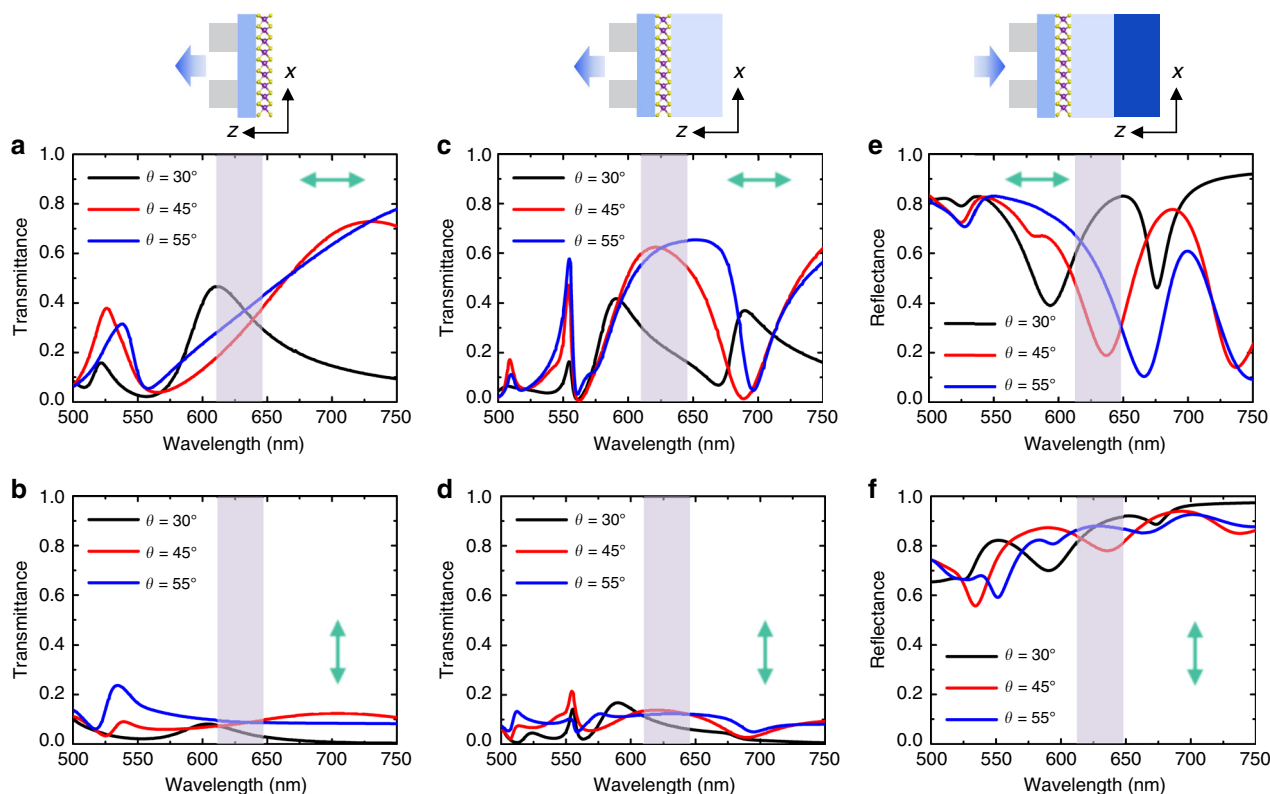 x
z
x
z
x
z
a
1.0
0.8
0.6
0.4
0.2
0.0
Transmittance
θ = 30°
θ = 45°
θ = 55°
500 550 600 650 700 750
Wavelength (nm)
c
1.0
0.8
0.6
0.4
0.2
0.0
Transmittance
θ = 30°
θ = 45°
θ = 55°
500 550 600 650 700 750
Wavelength (nm)
e
1.0
0.8
0.6
0.4
0.2
0.0
Reflectance
θ = 30°
θ = 45°
θ = 55°
500 550 600 650 700 750
Wavelength (nm)
b
1.0
0.8
0.6
0.4
0.2
0.0
Transmittance
θ = 30°
θ = 45°
θ = 55°
500 550 600 650 700 750
Wavelength (nm)
d
1.0
0.8
0.6
0.4
0.2
0.0
Transmittance
θ = 30°
θ = 45°
θ = 55°
500 550 600 650 700 750
Wavelength (nm)
f
1.0
0.8
0.6
0.4
0.2
0.0
Reflectance
θ = 30°
θ = 45°
θ = 55°
500 550 600 650 700 750
Wavelength (nm)